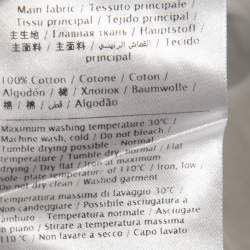 Main fabric / Tessuto principale /
Tissu principal / Tejido principal /
主生地 / Главная ткань / Hauptstoff /
主面料 / 主面料 / القماش الرئيسي / Tecido
principal
100% Cotton / Cotone / Coton /
Algodón / 綿 / Хлопок / Baumwolle /
棉 / 棉 / قطن / Algodão
Maximum washing temperature 30°C /
Machine wash, cold / Do not bleach /
Tumble drying possible - Normal
temperature / Tumble dry, normal / Flat
drying / Dry flat / Iron at maximum
sole-plate temperature of 110°C / Iron, low /
Do not dry clean / Washed garment
Temperatura massima di lavaggio 30°C /
Non candeggiare / Possibile asciugatura a
tamburo - Temperatura normale / Asciugare
in piano / Stirare a temperatura massima
110°C / Non lavare a secco / Capo lavato